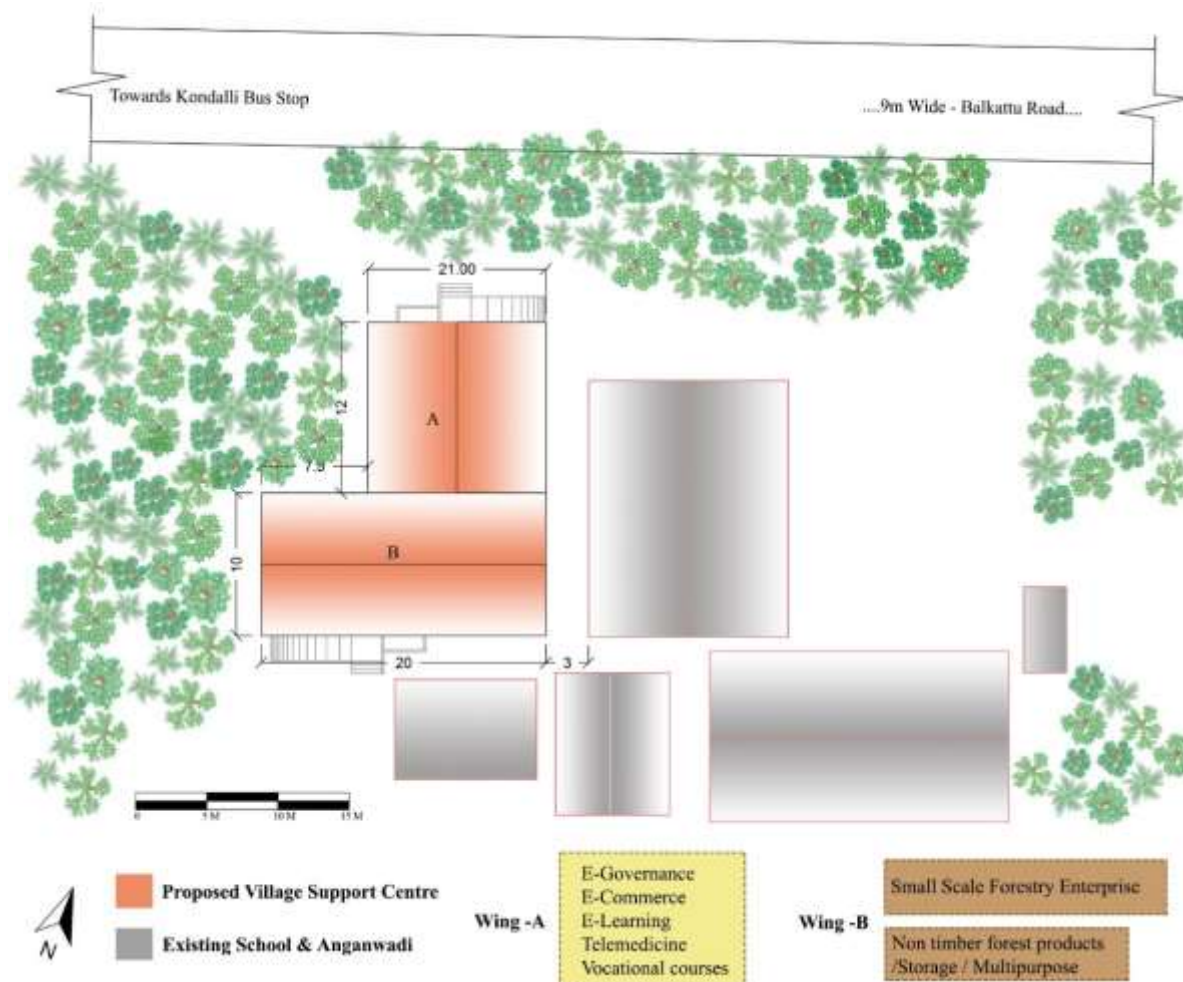 Towards Kondalli Bus Stop
....9m Wide - Balkattu Road....
21.00
12
A
7.5
B
10
20
3
0
5 M
10 M
15 M
N
Proposed Village Support Centre
Existing School & Anganwadi
Wing -A
E-Governance
E-Commerce
E-Learning
Telemedicine
Vocational courses
Wing -B
Small Scale Forestry Enterprise
Non timber forest products
/Storage / Multipurpose